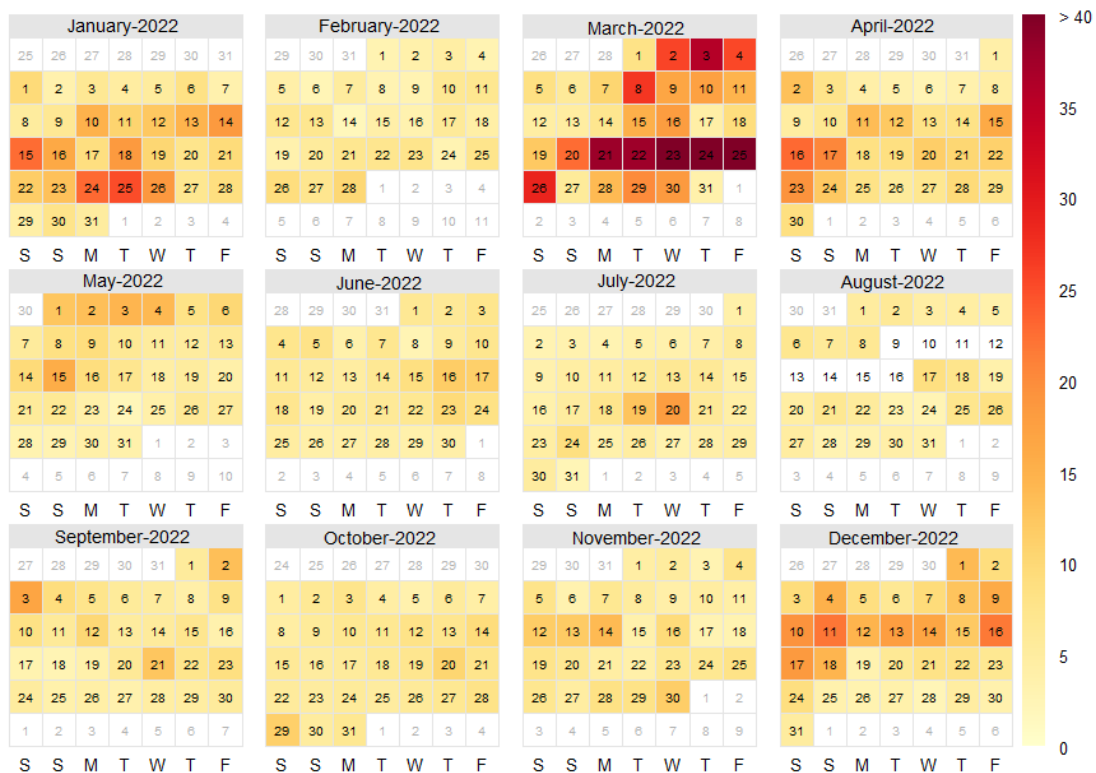 January-2022 February-2022 March-2022 April-2022 > 40
25 26 27 28 29 30 31 29 30 31 1 2 3 4 26 27 28 1 2 3 4 26 27 28 29 30 31 1
1 2 3 4 5 6 7 5 6 7 8 9 10 11 5 6 7 8 9 10 11 2 3 4 5 6 7 8
35
8 9 10 11 12 13 14 12 13 14 15 16 17 18 12 13 14 15 16 17 18 9 10 11 12 13 14 15
15 16 17 18 19 20 21 19 20 21 22 23 24 25 19 20 21 22 23 24 25 16 17 18 19 20 21 22
22 23 24 25 26 27 28 26 27 28 1 2 3 4 26 27 28 29 30 31 1 23 24 25 26 27 28 29
30
29 30 31 1 2 3 4 5 6 7 8 9 10 11 2 3 4 5 6 7 8 30 1 2 3 4 5 6
S S M T W T F S S M T W T F S S M T W T F S S M T W T F
May-2022 June-2022 July-2022 August-2022
25
30 1 2 3 4 5 6 28 29 30 31 1 2 3 25 26 27 28 29 30 1 30 31 1 2 3 4 5
7 8 9 10 11 12 13 4 5 6 7 8 9 10 2 3 4 5 6 7 8 6 7 8 9 10 11 12
14 15 16 17 18 19 20 11 12 13 14 15 16 17 9 10 11 12 13 14 15 13 14 15 16 17 18 19
20
21 22 23 24 25 26 27 18 19 20 21 22 23 24 16 17 18 19 20 21 22 20 21 22 23 24 25 26
28 29 30 31 1 2 3 25 26 27 28 29 30 1 23 24 25 26 27 28 29 27 28 29 30 31 1 2
4 5 6 7 8 9 10 2 3 4 5 6 7 8 30 31 1 2 3 4 5 3 4 5 6 7 8 9
15
S S M T W T F S S M T W T F S S M T W T F S S M T W T F
September-2022 October-2022 November-2022 December-2022
27 28 29 30 31 1 2 24 25 26 27 28 29 30 29 30 31 1 2 3 4 26 27 28 29 30 1 2
10
3 4 5 6 7 8 9 1 2 3 4 5 6 7 5 6 7 8 9 10 11 3 4 5 6 7 8 9
10 11 12 13 14 15 16 8 9 10 11 12 13 14 12 13 14 15 16 17 18 10 11 12 13 14 15 16
17 18 19 20 21 22 23 15 16 17 18 19 20 21 19 20 21 22 23 24 25 17 18 19 20 21 22 23
5
24 25 26 27 28 29 30 22 23 24 25 26 27 28 26 27 28 29 30 1 2 24 25 26 27 28 29 30
1 2 3 4 5 6 7 29 30 31 1 2 3 4 3 4 5 6 7 8 9 31 1 2 3 4 5 6
0
S S M T W T F S S M T W T F S S M T W T F S S M T W T F